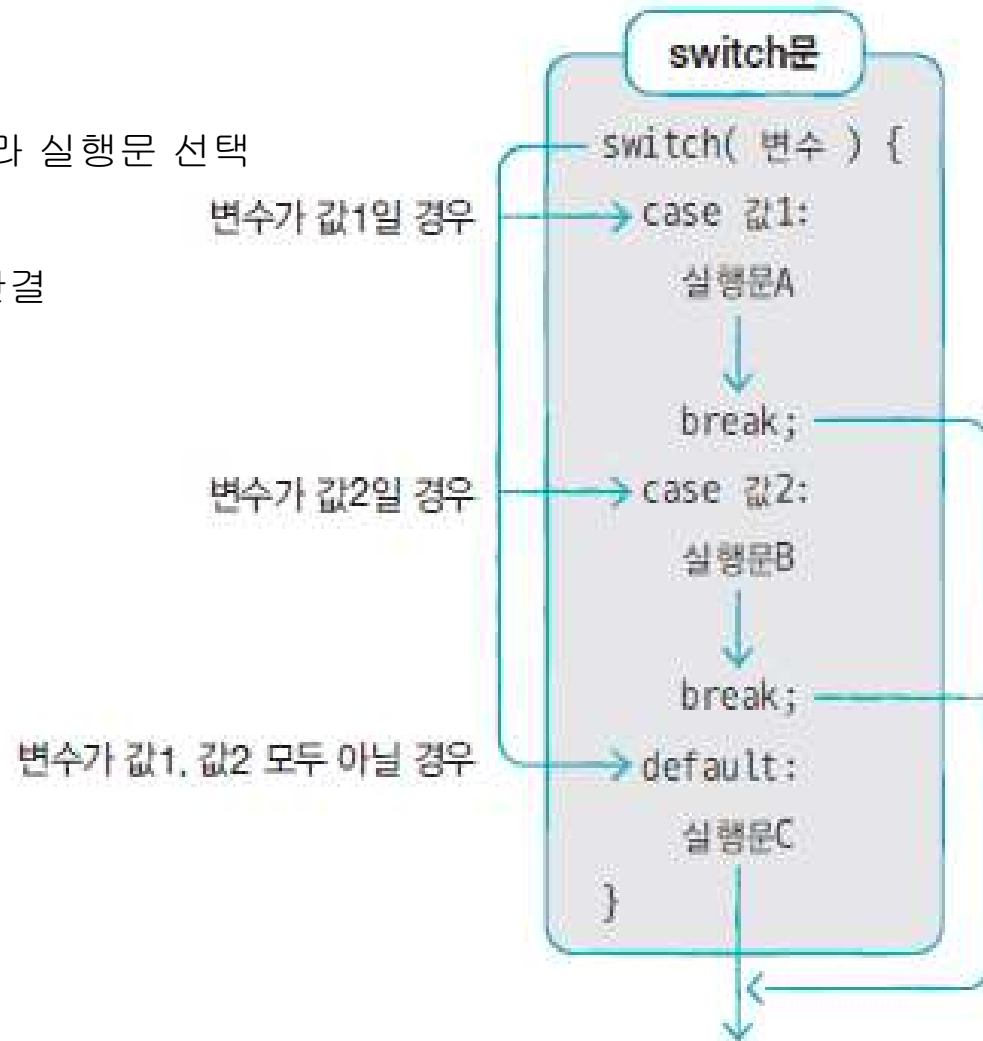 switch문
라 실행문 선택
switch( 변수 ) {
변수가 값1일 경우
case 값1:
실행문A
break;
변수가 값2일 경우
case 값2:
실행문B
break;
변수가 값1, 값2 모두 아닐 경우
default:
실행문C
}